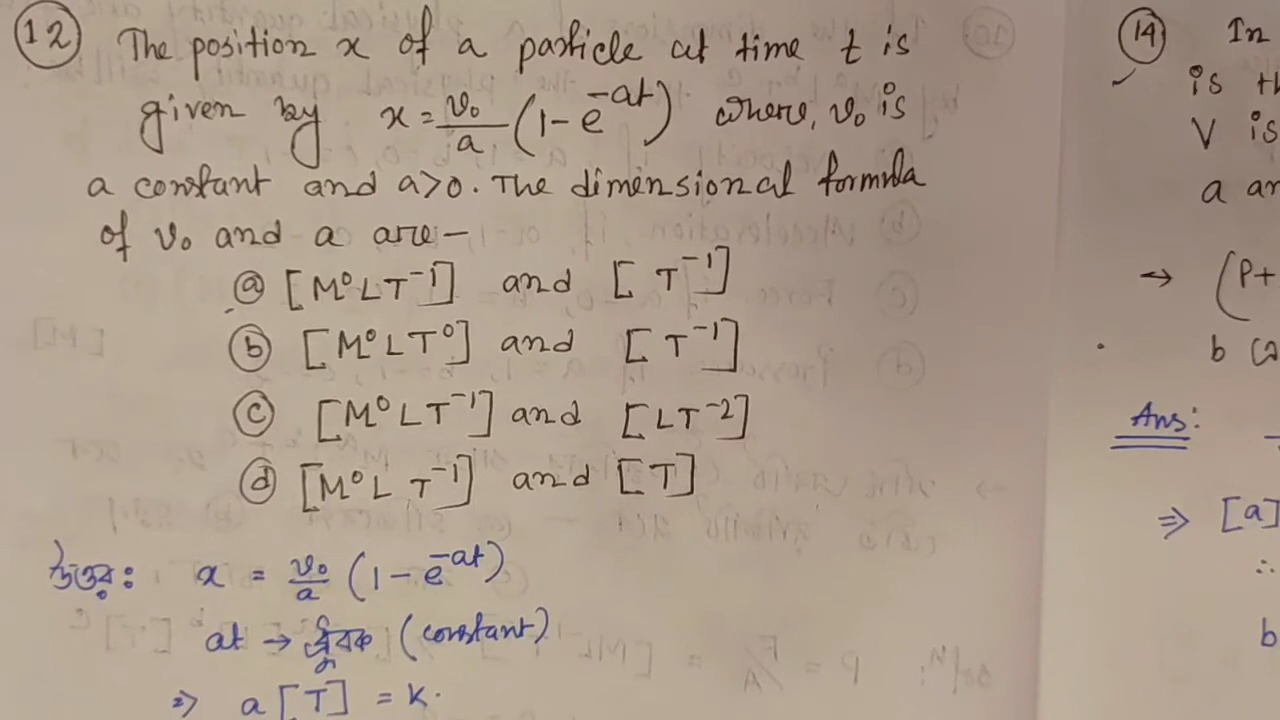 12 The position x of a particle at time t is
given by x = v₀/a (1 - e^-at) where, v₀ is
a constant and a>0. The dimensional formula
of v₀ and a are —
ⓐ [M⁰LT⁻¹] and [T⁻¹]
ⓑ [M⁰LT⁰] and [T⁻¹]
ⓒ [M⁰LT⁻¹] and [LT⁻²]
ⓓ [M⁰LT⁻¹] and [T]
উত্তর: x = v₀/a (1 - e^-at)
at → ধ্রুবক (constant)
⇒ a [T] = K.
14 In
is
V is
a
→ (P+
b
Ans:
⇒ [a]
∴
b